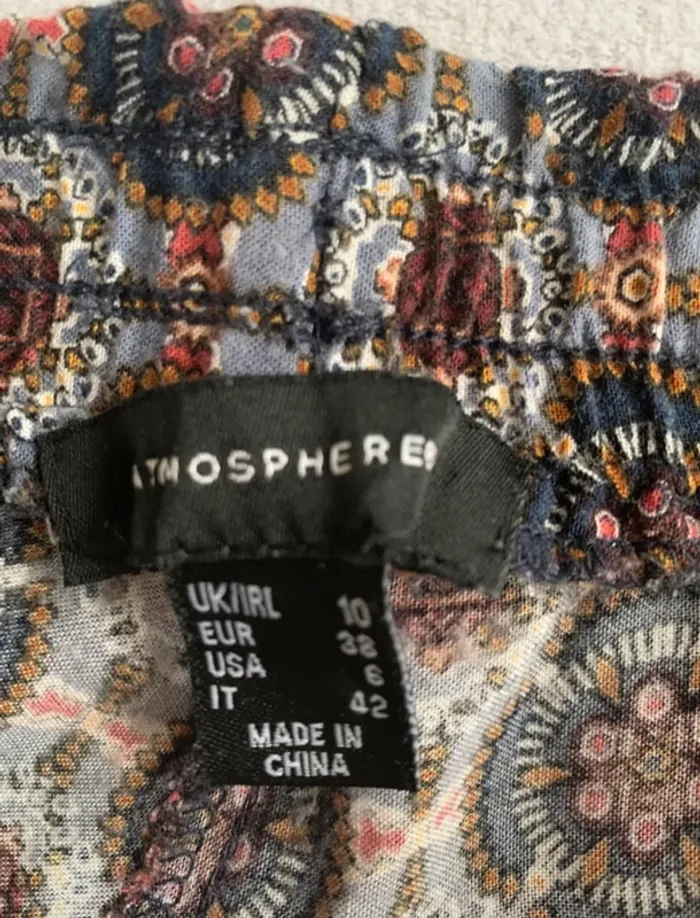 ATMOSPHERE®
UK/IRL 10
EUR 38
USA 6
IT 42
MADE IN
CHINA